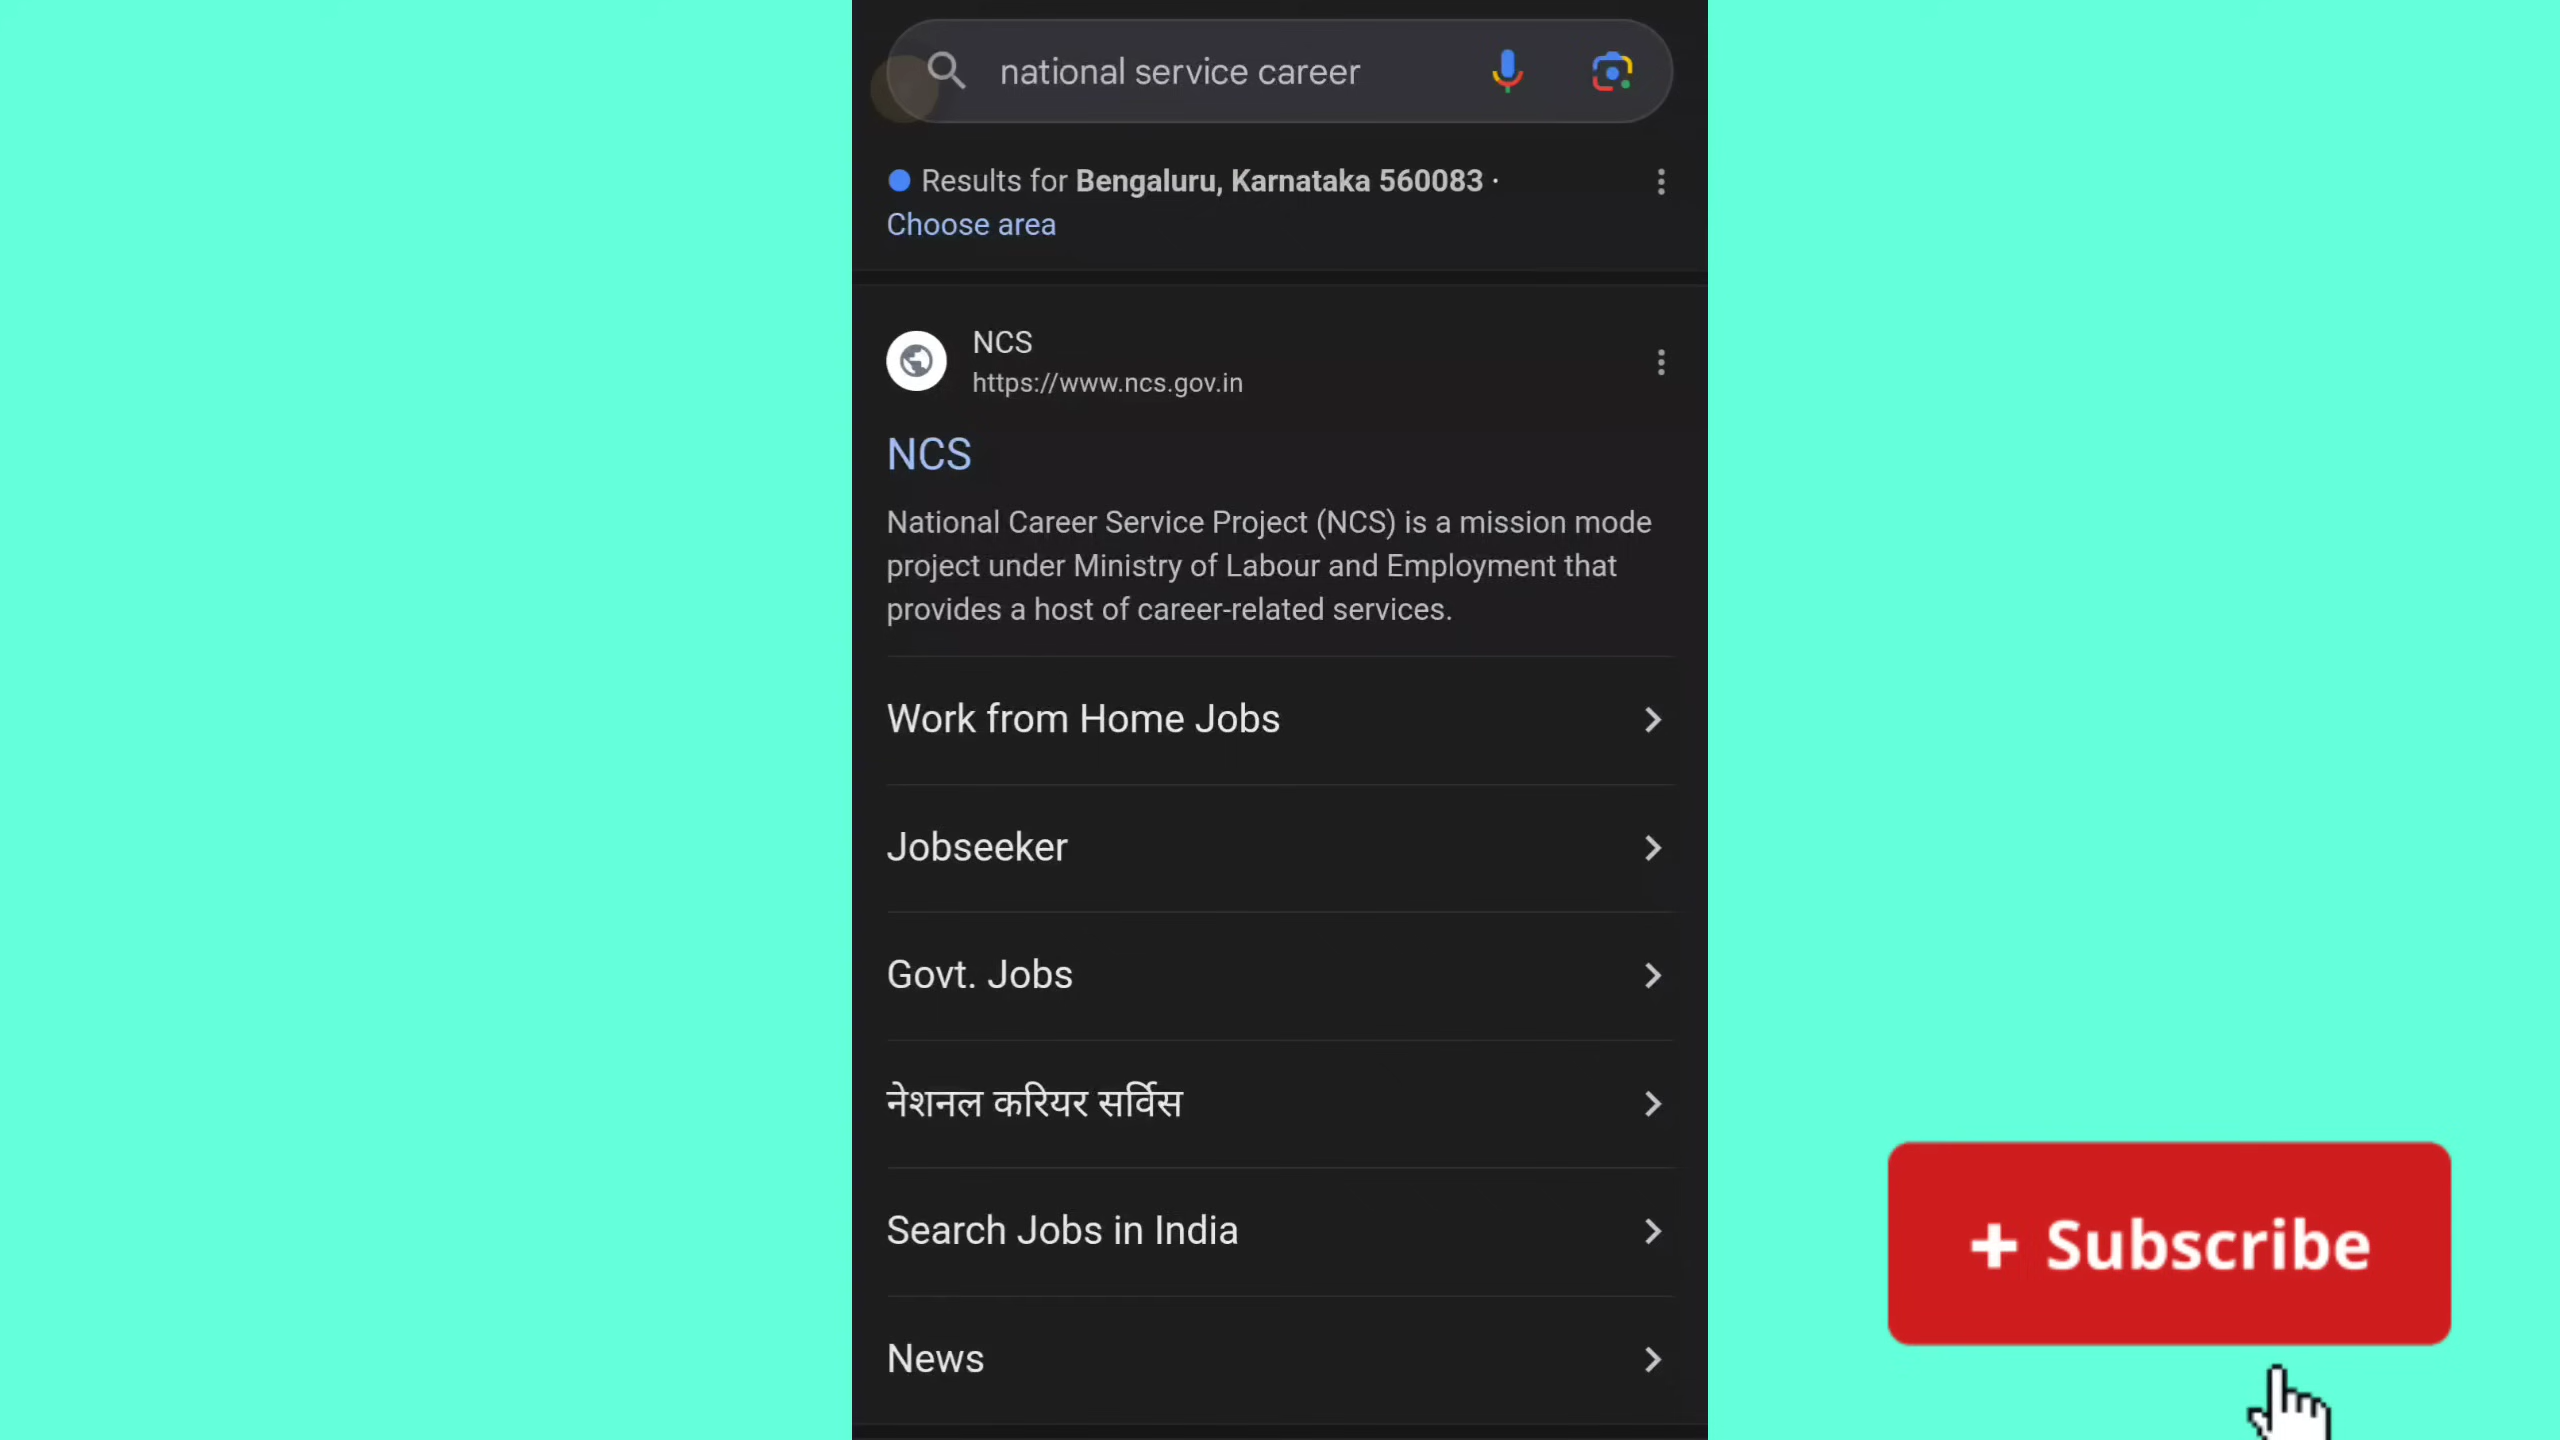 national service career
Results for Bengaluru, Karnataka 560083 ·
Choose area
NCS
https://www.ncs.gov.in
NCS
National Career Service Project (NCS) is a mission mode
project under Ministry of Labour and Employment that
provides a host of career-related services.
Work from Home Jobs
Jobseeker
Govt. Jobs
नेशनल करियर सर्विस
Search Jobs in India
News
+ Subscribe